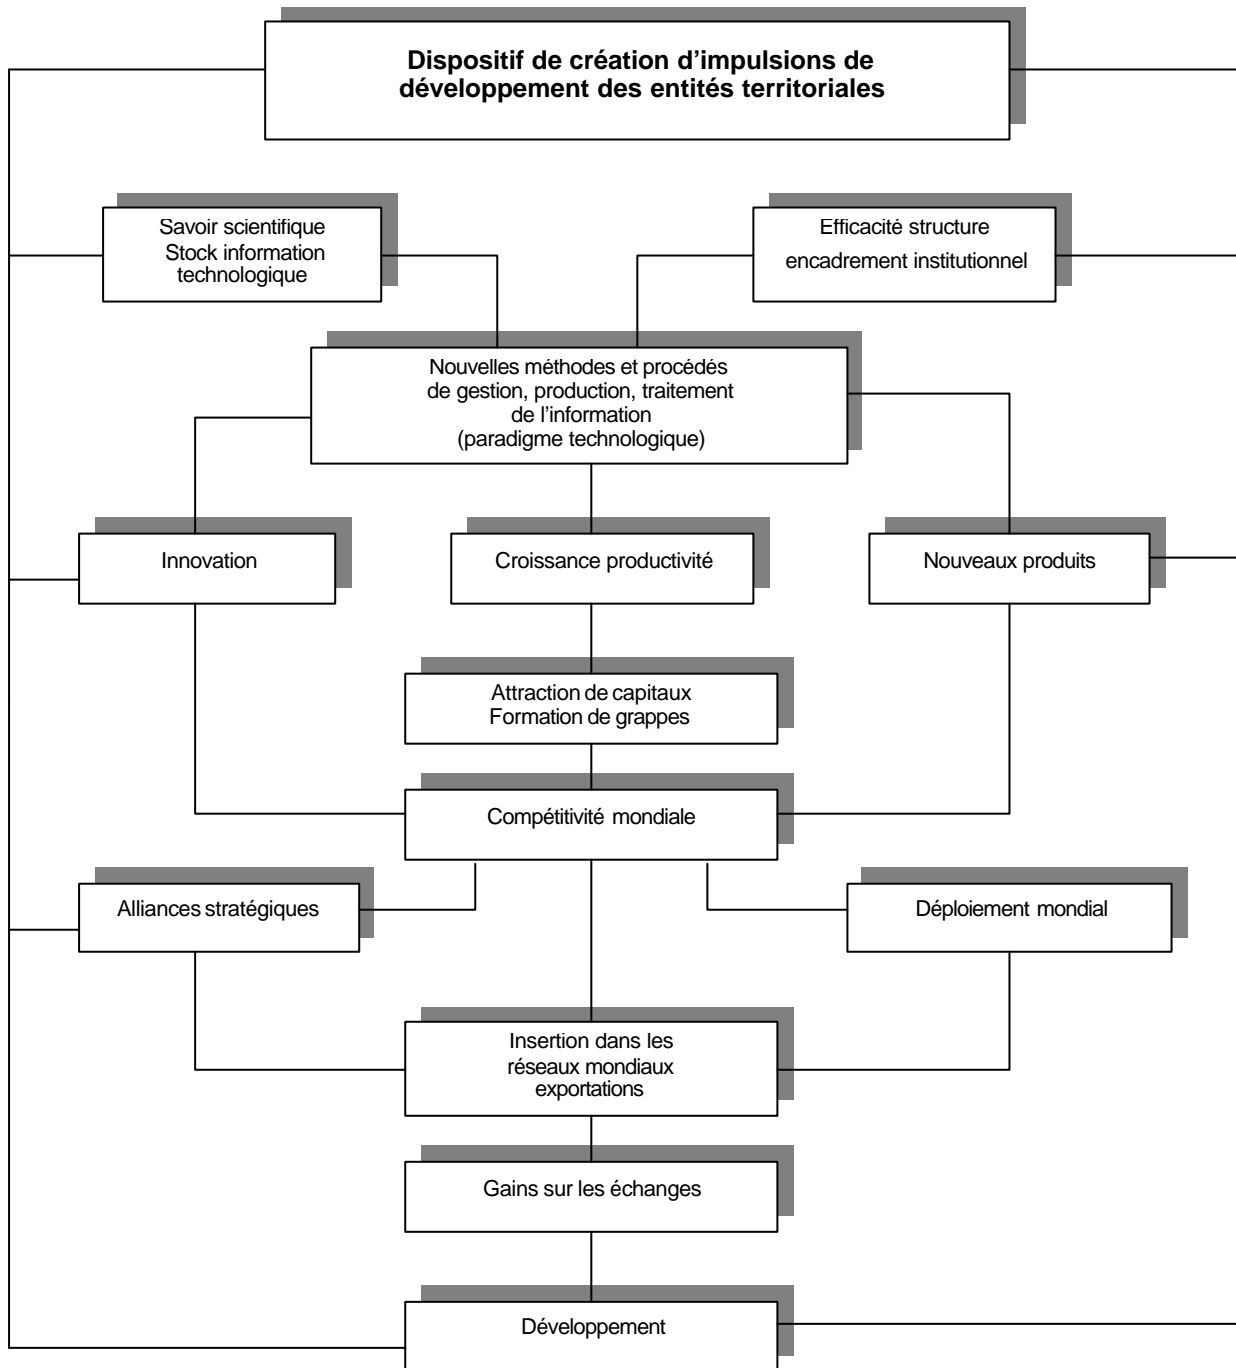 Dispositif de création d’impulsions de
développement des entités territoriales
Savoir scientifique
Stock information
technologique
Efficacité structure
encadrement institutionnel
Nouvelles méthodes et procédés
de gestion, production, traitement
de l’information
(paradigme technologique)
Innovation
Croissance productivité
Nouveaux produits
Attraction de capitaux
Formation de grappes
Compétitivité mondiale
Alliances stratégiques
Déploiement mondial
Insertion dans les
réseaux mondiaux
exportations
Gains sur les échanges
Développement